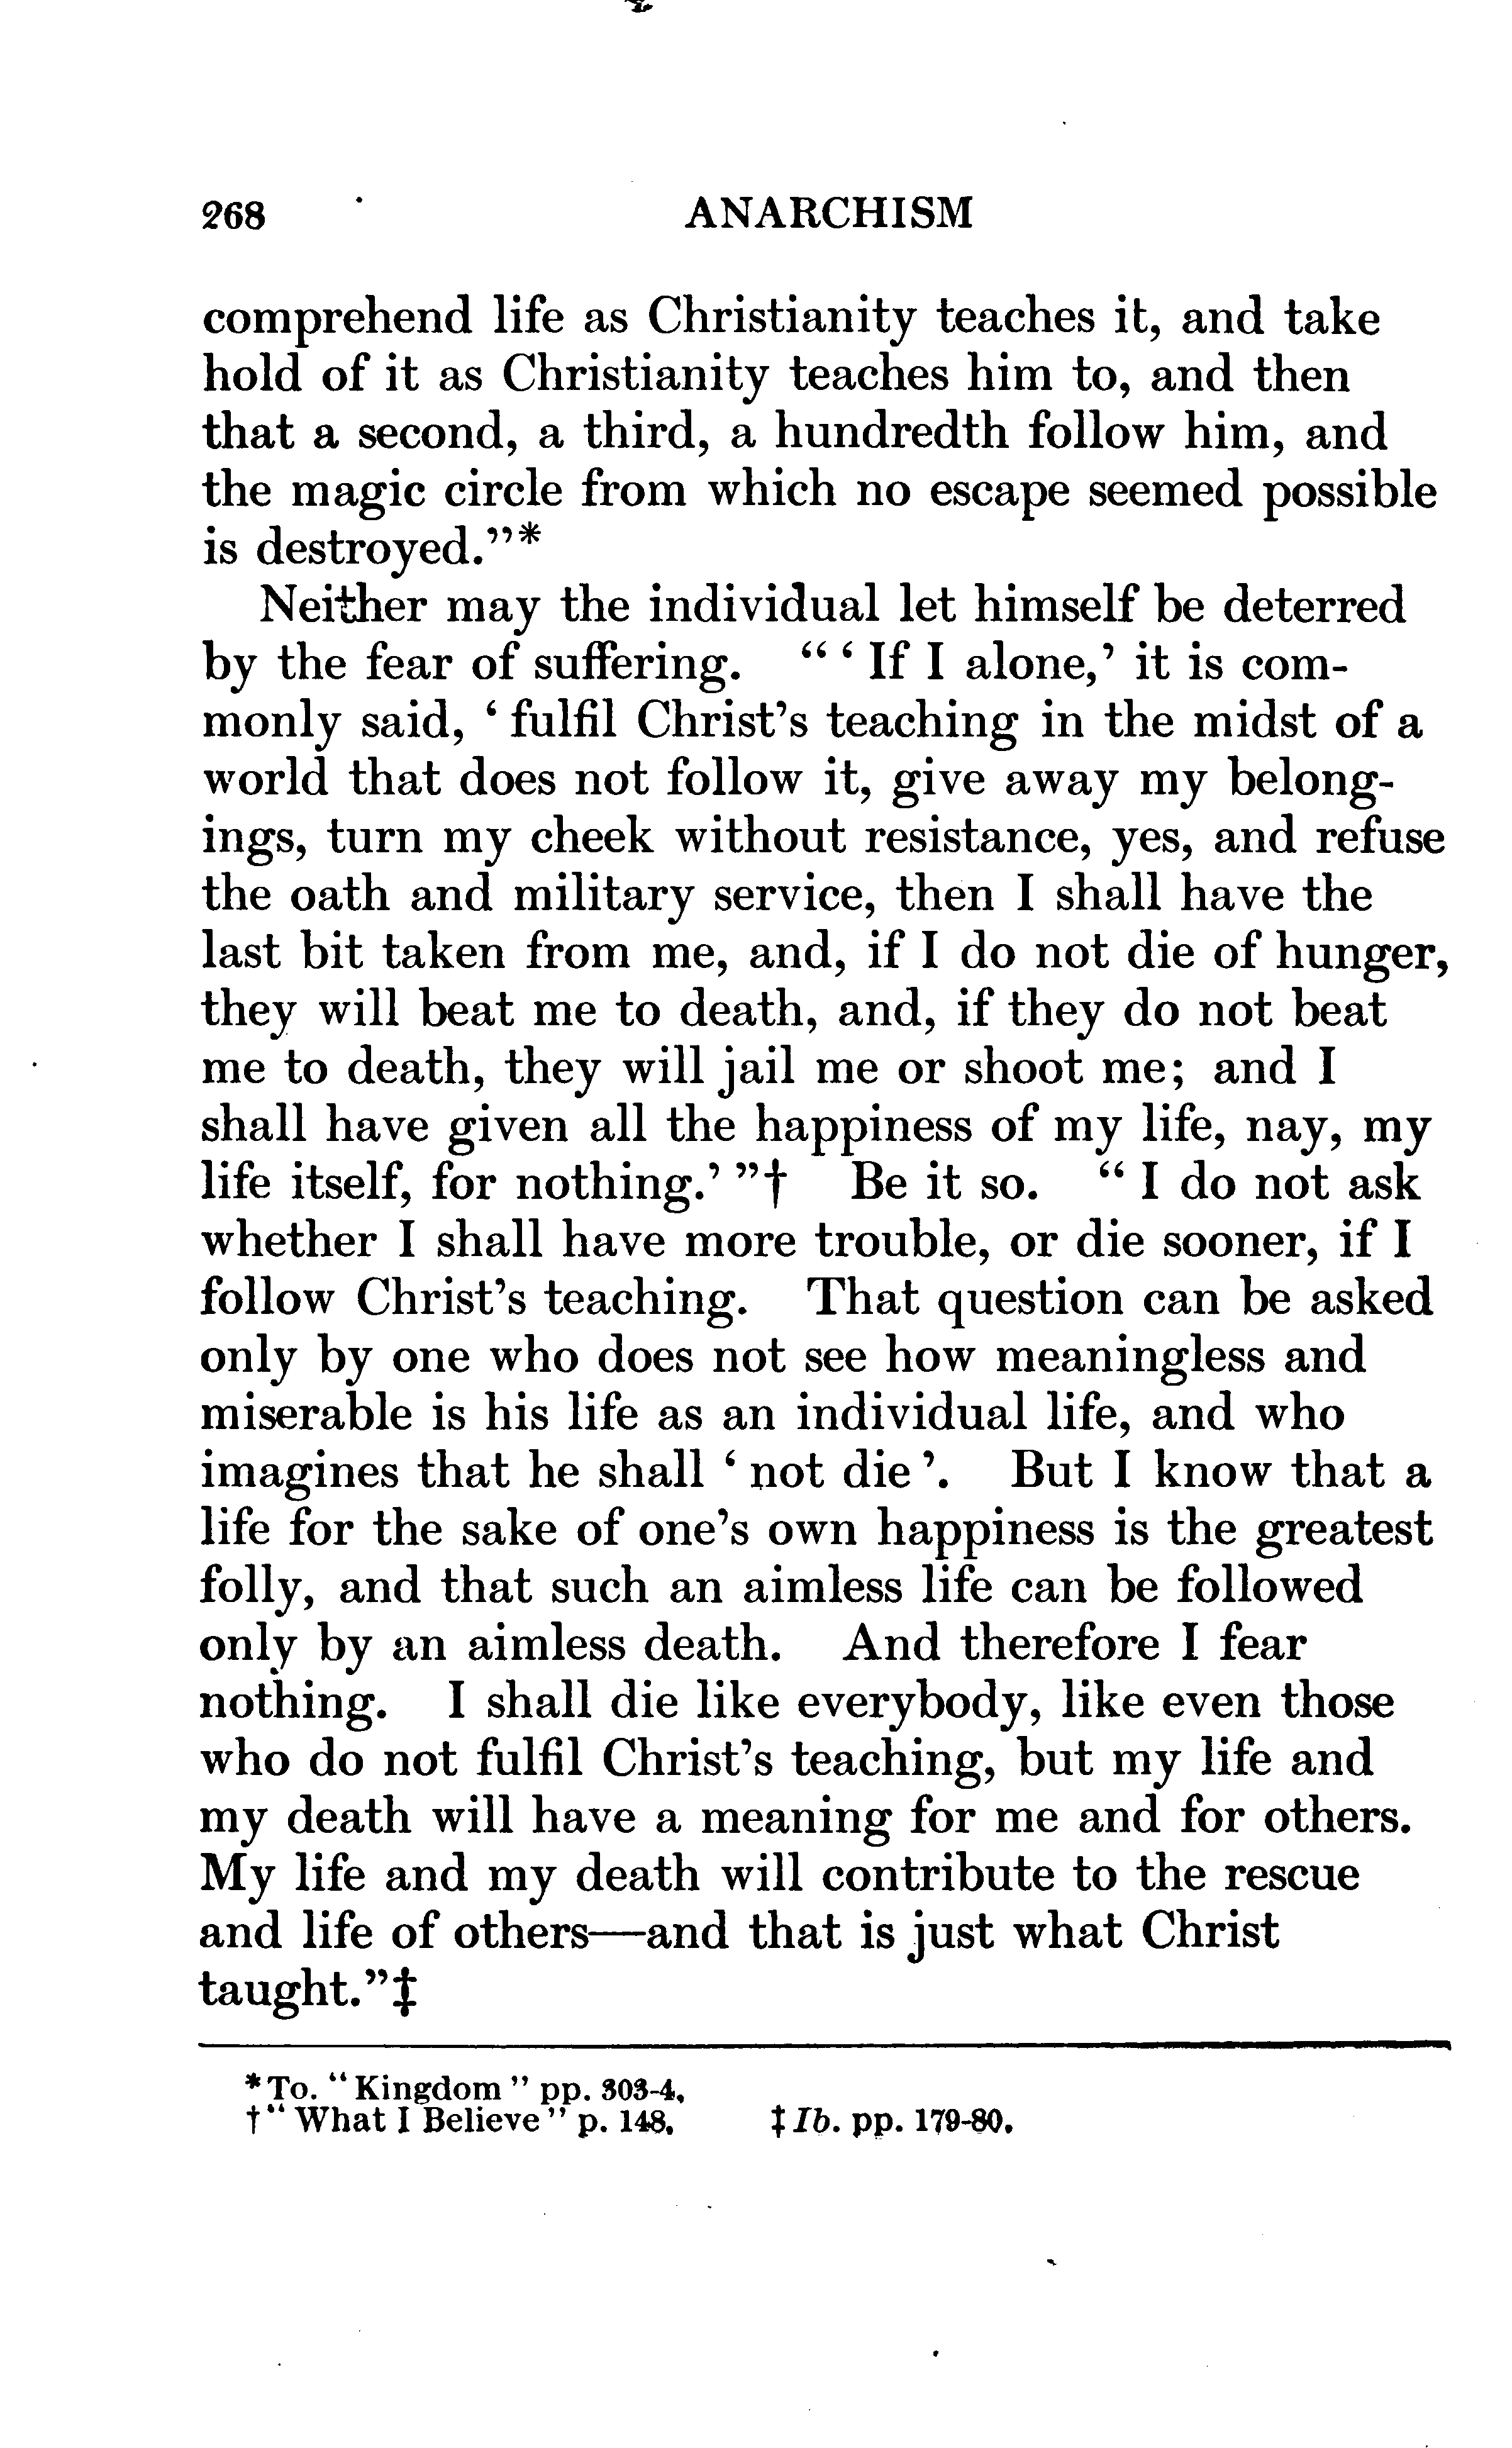 268 ANARCHISM
comprehend life as Christianity teaches it, and take
hold of it as Christianity teaches him to, and then
that a second, a third, a hundredth follow him, and
the magic circle from which no escape seemed possible
is destroyed.”*
Neither may the individual let himself be deterred
by the fear of suffering. “ ‘ If I alone,’ it is com-
monly said, ‘ fulfil Christ’s teaching in the midst of a
world that does not follow it, give away my belong-
ings, turn my cheek without resistance, yes, and refuse
the oath and military service, then I shall have the
last bit taken from me, and, if I do not die of hunger,
they will beat me to death, and, if they do not beat
me to death, they will jail me or shoot me; and I
shall have given all the happiness of my life, nay, my
life itself, for nothing.’ ”† Be it so. “ I do not ask
whether I shall have more trouble, or die sooner, if I
follow Christ’s teaching. That question can be asked
only by one who does not see how meaningless and
miserable is his life as an individual life, and who
imagines that he shall ‘ not die ’. But I know that a
life for the sake of one’s own happiness is the greatest
folly, and that such an aimless life can be followed
only by an aimless death. And therefore I fear
nothing. I shall die like everybody, like even those
who do not fulfil Christ’s teaching, but my life and
my death will have a meaning for me and for others.
My life and my death will contribute to the rescue
and life of others—and that is just what Christ
taught.”‡
* To. “ Kingdom ” pp. 303-4.
† “ What I Believe ” p. 148. ‡ Ib. pp. 179-80.